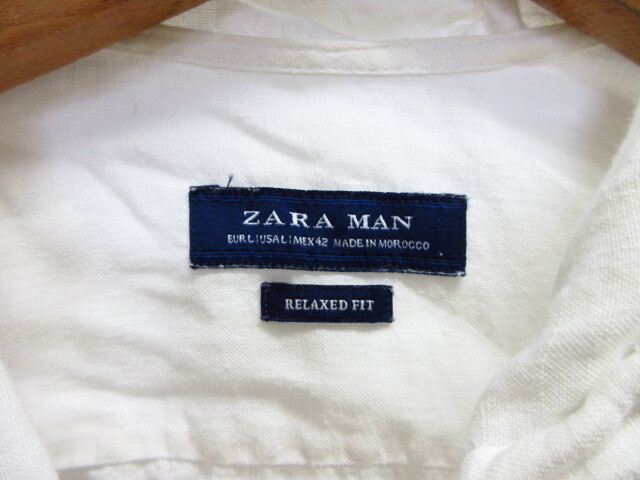 ZARA MAN
EUR L | USA L | MEX 42 MADE IN MOROCCO
RELAXED FIT